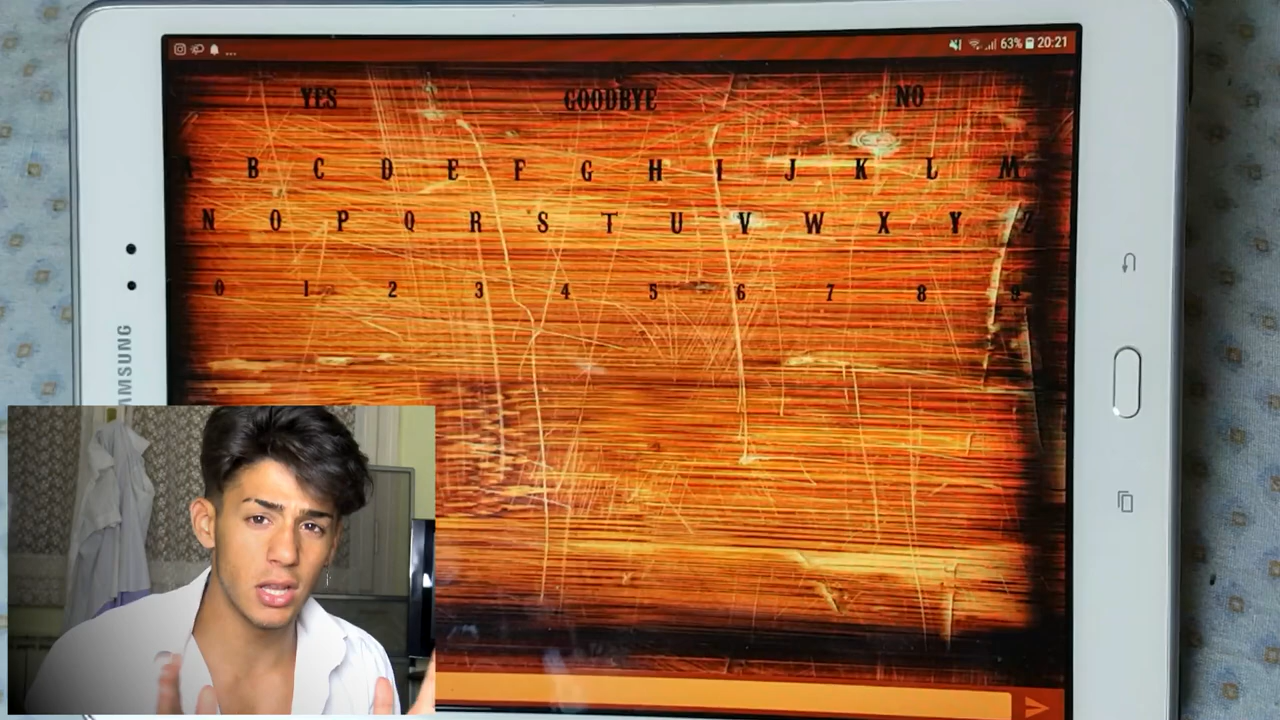 63% 20:21
YES GOODBYE NO
A B C D E F G H I J K L M
N O P Q R S T U V W X Y Z
0 1 2 3 4 5 6 7 8 9
SAMSUNG